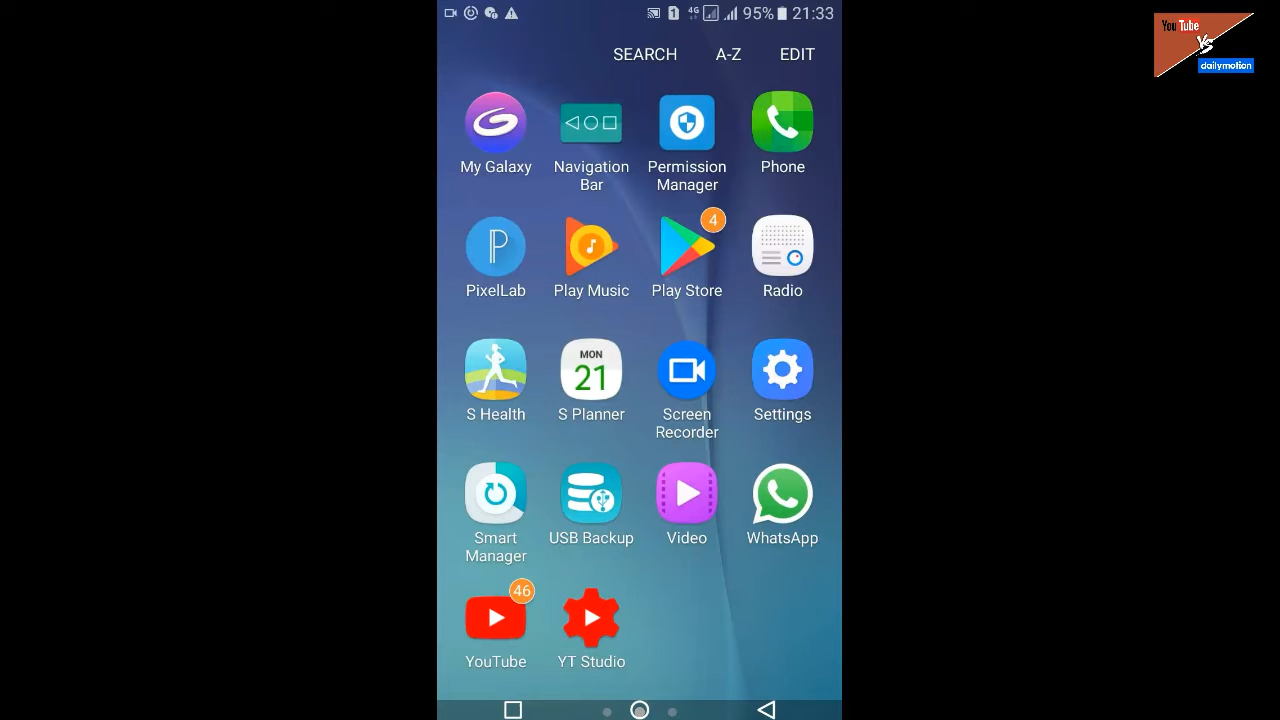 1 4G 95% 21:33
You Tube
VS
dailymotion
SEARCH A-Z EDIT
My Galaxy
Navigation
Bar
Permission
Manager
Phone
P
4
PixelLab
Play Music
Play Store
Radio
MON
21
S Health
S Planner
Screen
Recorder
Settings
Smart
Manager
USB Backup
Video
WhatsApp
46
YouTube
YT Studio